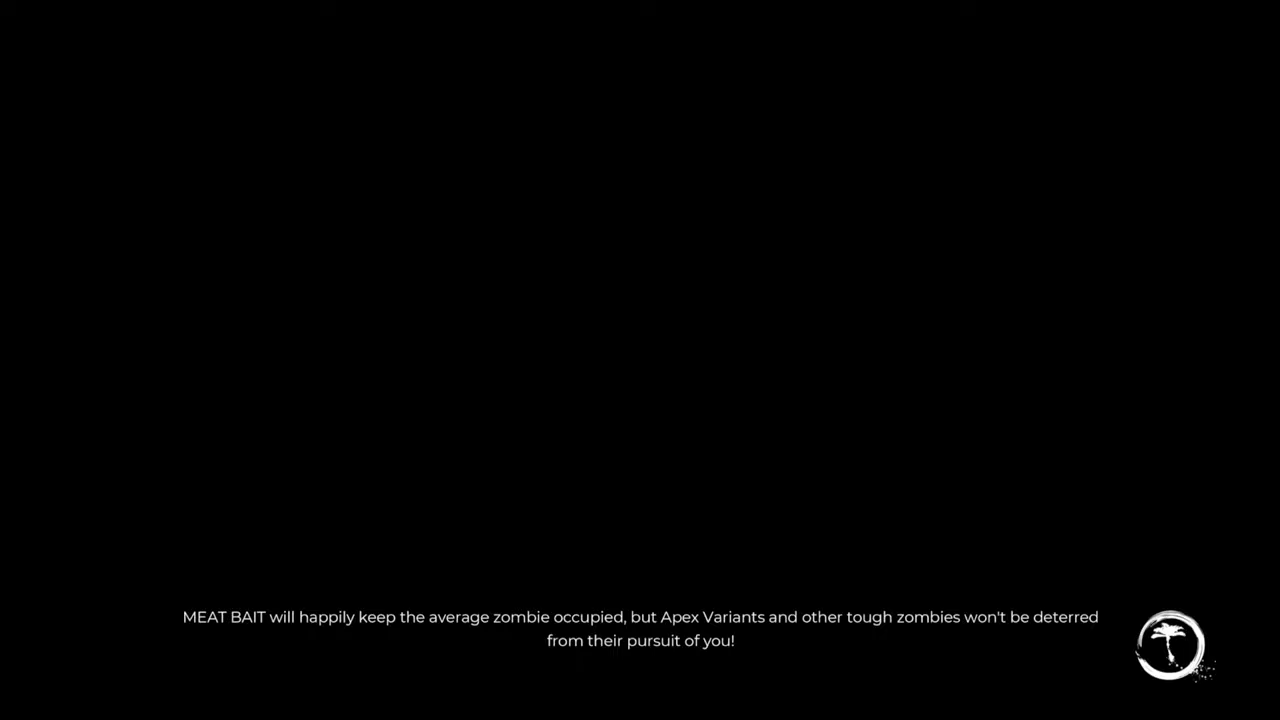 MEAT BAIT will happily keep the average zombie occupied, but Apex Variants and other tough zombies won't be deterred
from their pursuit of you!